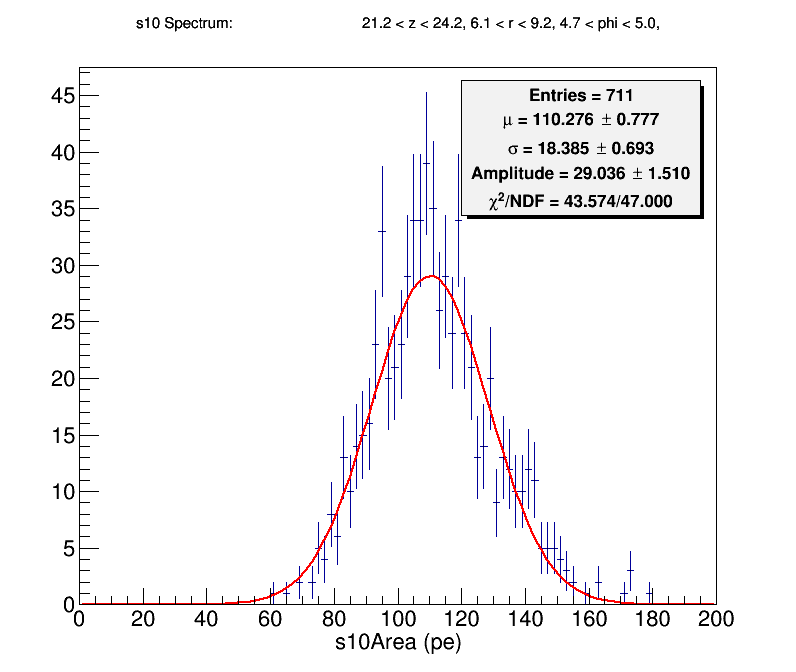 s10 Spectrum: 21.2 < z < 24.2, 6.1 < r < 9.2, 4.7 < phi < 5.0,
Entries = 711
μ = 110.276 ± 0.777
σ = 18.385 ± 0.693
Amplitude = 29.036 ± 1.510
χ²/NDF = 43.574/47.000
45
40
35
30
25
20
15
10
5
0
0 20 40 60 80 100 120 140 160 180 200
s10Area (pe)